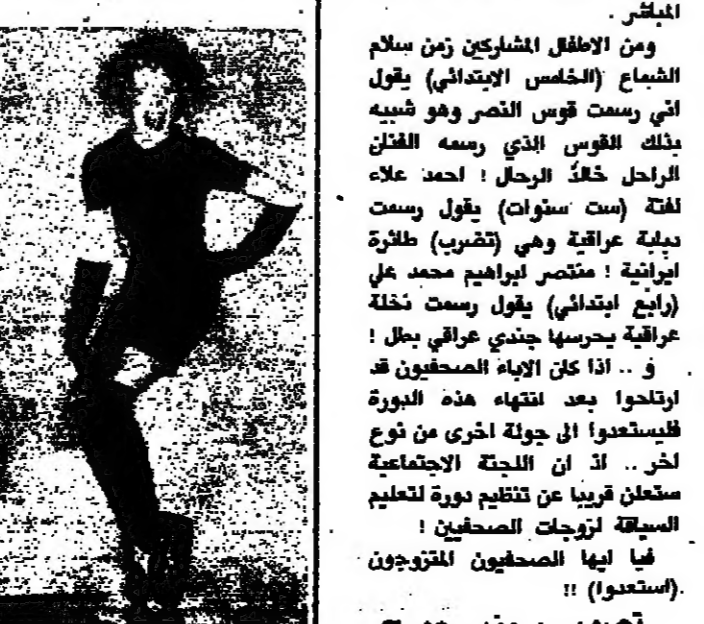 المباشر .
ومن الاطفال المشاركين زمن سلام
الشماع (الخامس الابتدائي) يقول
اني رسمت قوس النصر وهو شبيه
بذلك القوس الذي رسمه الفنان
الراحل خالد الرحال ! احمد علاء
لفتة (ست سنوات) يقول رسمت
دبابة عراقية وهي (تضرب) طائرة
ايرانية ! منتصر ابراهيم محمد علي
(رابع ابتدائي) يقول رسمت نخلة
عراقية يحرسها جندي عراقي بطل !
و .. اذا كان الاباء الصحفيون قد
ارتاحوا بعد انتهاء هذه الدورة
فليستعدوا الى جولة اخرى من نوع
اخر .. اذ ان اللجنة الاجتماعية
ستعلن قريبا عن تنظيم دورة لتعليم
السياقة لزوجات الصحفيين !
فيا ايها الصحفيون المتزوجون
(استعدوا) !!